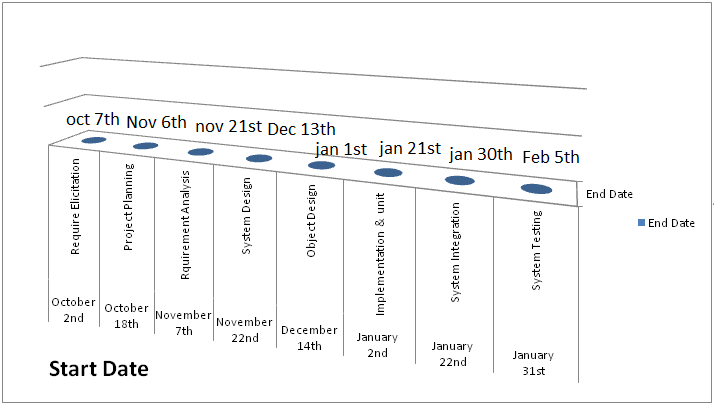 oct 7th
Nov 6th
nov 21st
Dec 13th
jan 1st
jan 21st
jan 30th
Feb 5th
End Date
End Date
Require Elicitation
Project Planning
Rquirement Analysis
System Design
Object Design
Implementation & unit
System Integration
System Testing
October
2nd
October
18th
November
7th
November
22nd
December
14th
January
2nd
January
22nd
January
31st
Start Date